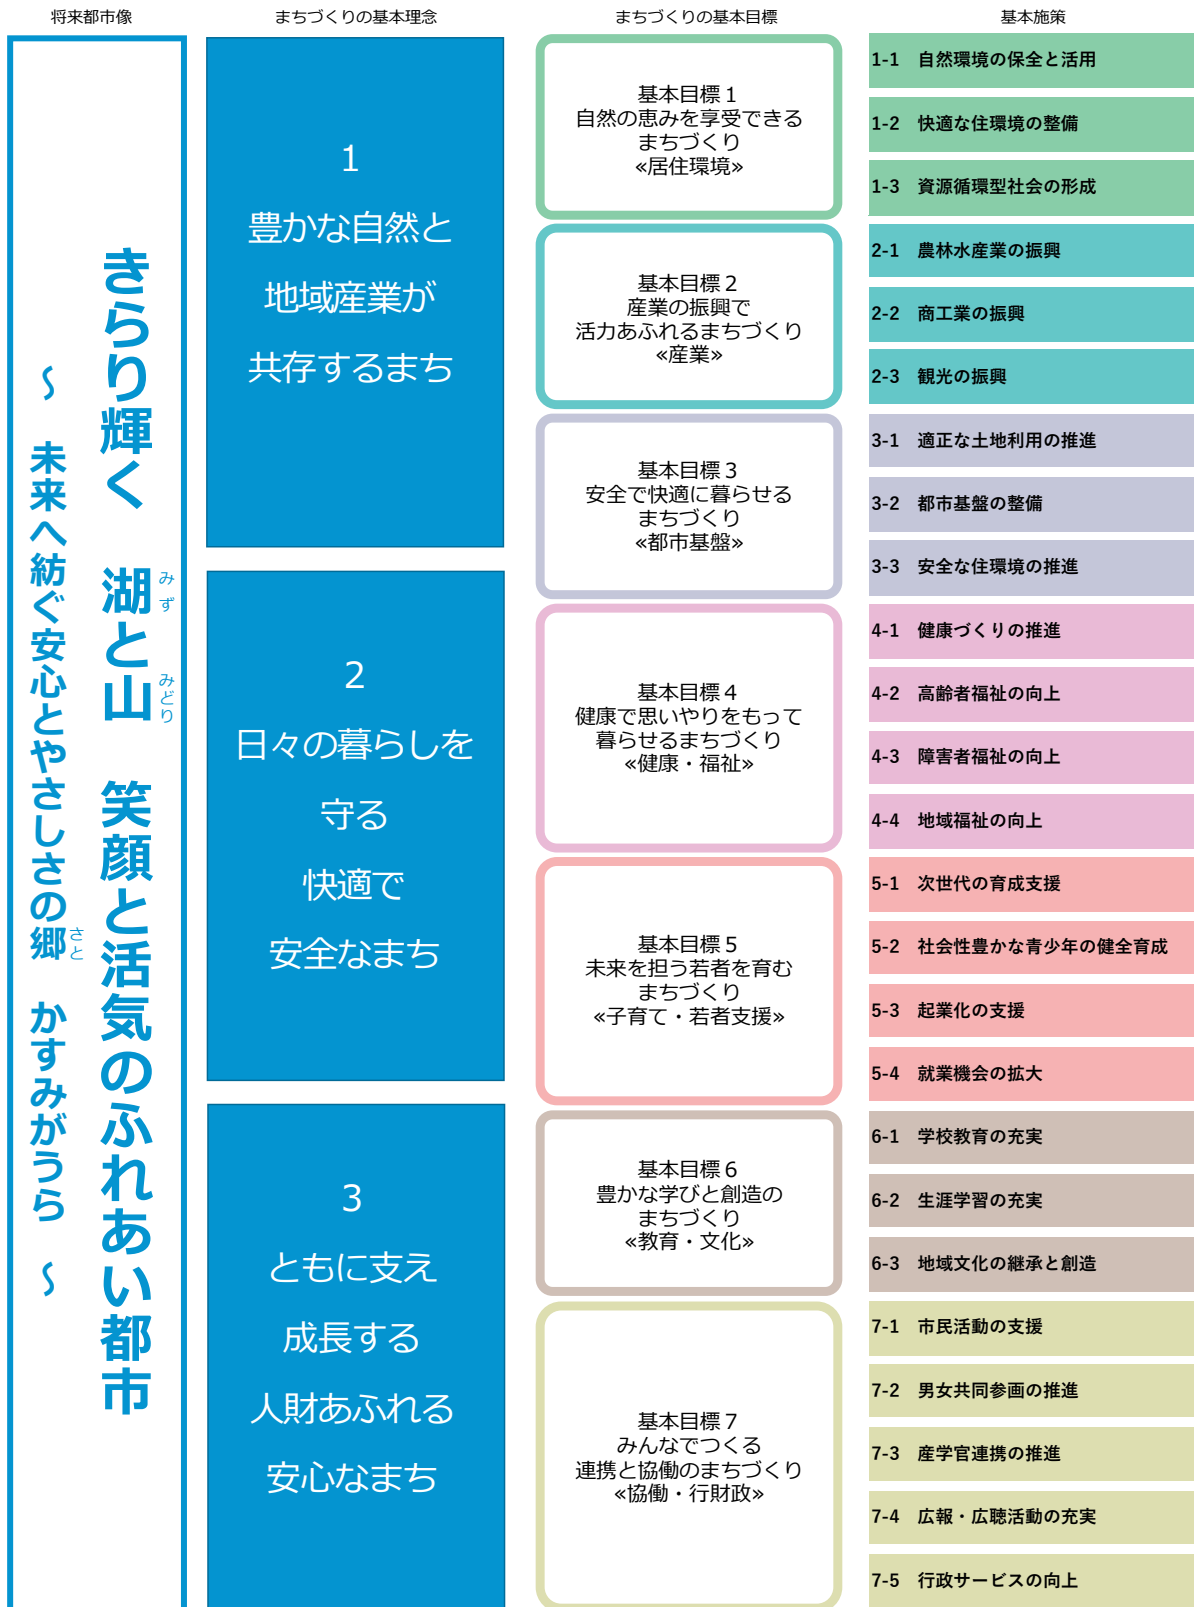 将来都市像
まちづくりの基本理念
まちづくりの基本目標
基本施策
きらり輝く 湖と山 笑顔と活気のふれあい都市
みず
みどり
～ 未来へ紡ぐ安心とやさしさの郷 かすみがうら ～
さと
1
豊かな自然と
地域産業が
共存するまち
2
日々の暮らしを
守る
快適で
安全なまち
3
ともに支え
成長する
人財あふれる
安心なまち
基本目標１
自然の恵みを享受できる
まちづくり
≪居住環境≫
基本目標２
産業の振興で
活力あふれるまちづくり
≪産業≫
基本目標３
安全で快適に暮らせる
まちづくり
≪都市基盤≫
基本目標４
健康で思いやりをもって
暮らせるまちづくり
≪健康・福祉≫
基本目標５
未来を担う若者を育む
まちづくり
≪子育て・若者支援≫
基本目標６
豊かな学びと創造の
まちづくり
≪教育・文化≫
基本目標７
みんなでつくる
連携と協働のまちづくり
≪協働・行財政≫
1-1 自然環境の保全と活用
1-2 快適な住環境の整備
1-3 資源循環型社会の形成
2-1 農林水産業の振興
2-2 商工業の振興
2-3 観光の振興
3-1 適正な土地利用の推進
3-2 都市基盤の整備
3-3 安全な住環境の推進
4-1 健康づくりの推進
4-2 高齢者福祉の向上
4-3 障害者福祉の向上
4-4 地域福祉の向上
5-1 次世代の育成支援
5-2 社会性豊かな青少年の健全育成
5-3 起業化の支援
5-4 就業機会の拡大
6-1 学校教育の充実
6-2 生涯学習の充実
6-3 地域文化の継承と創造
7-1 市民活動の支援
7-2 男女共同参画の推進
7-3 産学官連携の推進
7-4 広報・広聴活動の充実
7-5 行政サービスの向上